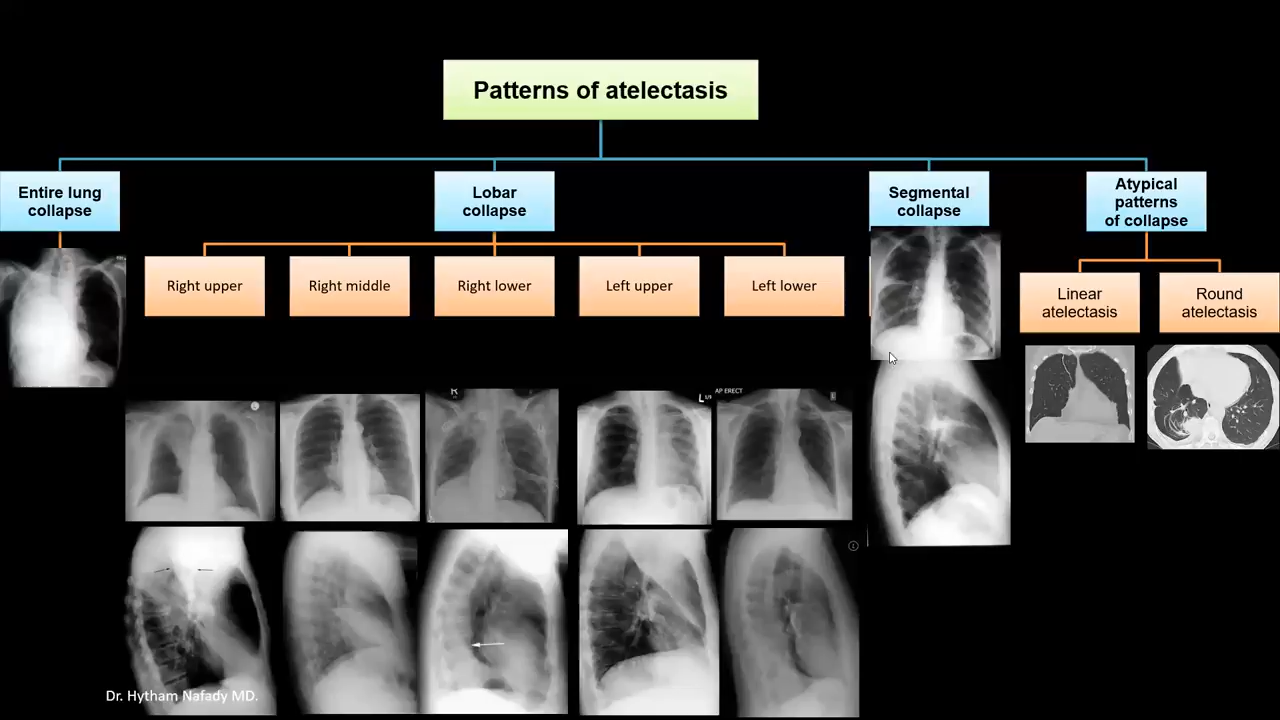 Patterns of atelectasis
Entire lung
collapse
Lobar
collapse
Segmental
collapse
Atypical
patterns
of collapse
Right upper
Right middle
Right lower
Left upper
Left lower
Linear
atelectasis
Round
atelectasis
R
L
AP ERECT
Dr. Hytham Nafady MD.